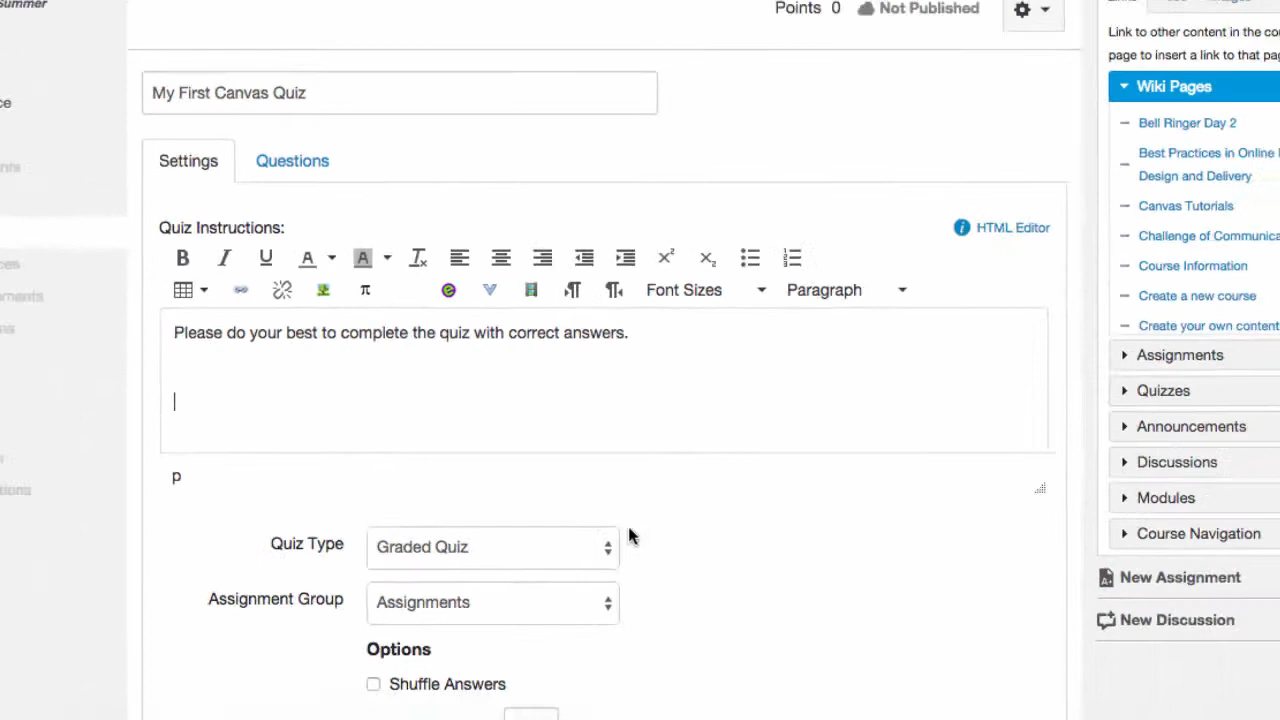 Summer
Points 0 Not Published
My First Canvas Quiz
Settings Questions
Quiz Instructions:
HTML Editor
B I U A A
π Font Sizes Paragraph
Please do your best to complete the quiz with correct answers.
p
Quiz Type Graded Quiz
Assignment Group Assignments
Options
Shuffle Answers
Link to other content in the
page to insert a link to that
Wiki Pages
Bell Ringer Day 2
Best Practices in Online
Design and Delivery
Canvas Tutorials
Challenge of
Course Information
Create a new course
Create your own content
Assignments
Quizzes
Announcements
Discussions
Modules
Course Navigation
New Assignment
New Discussion